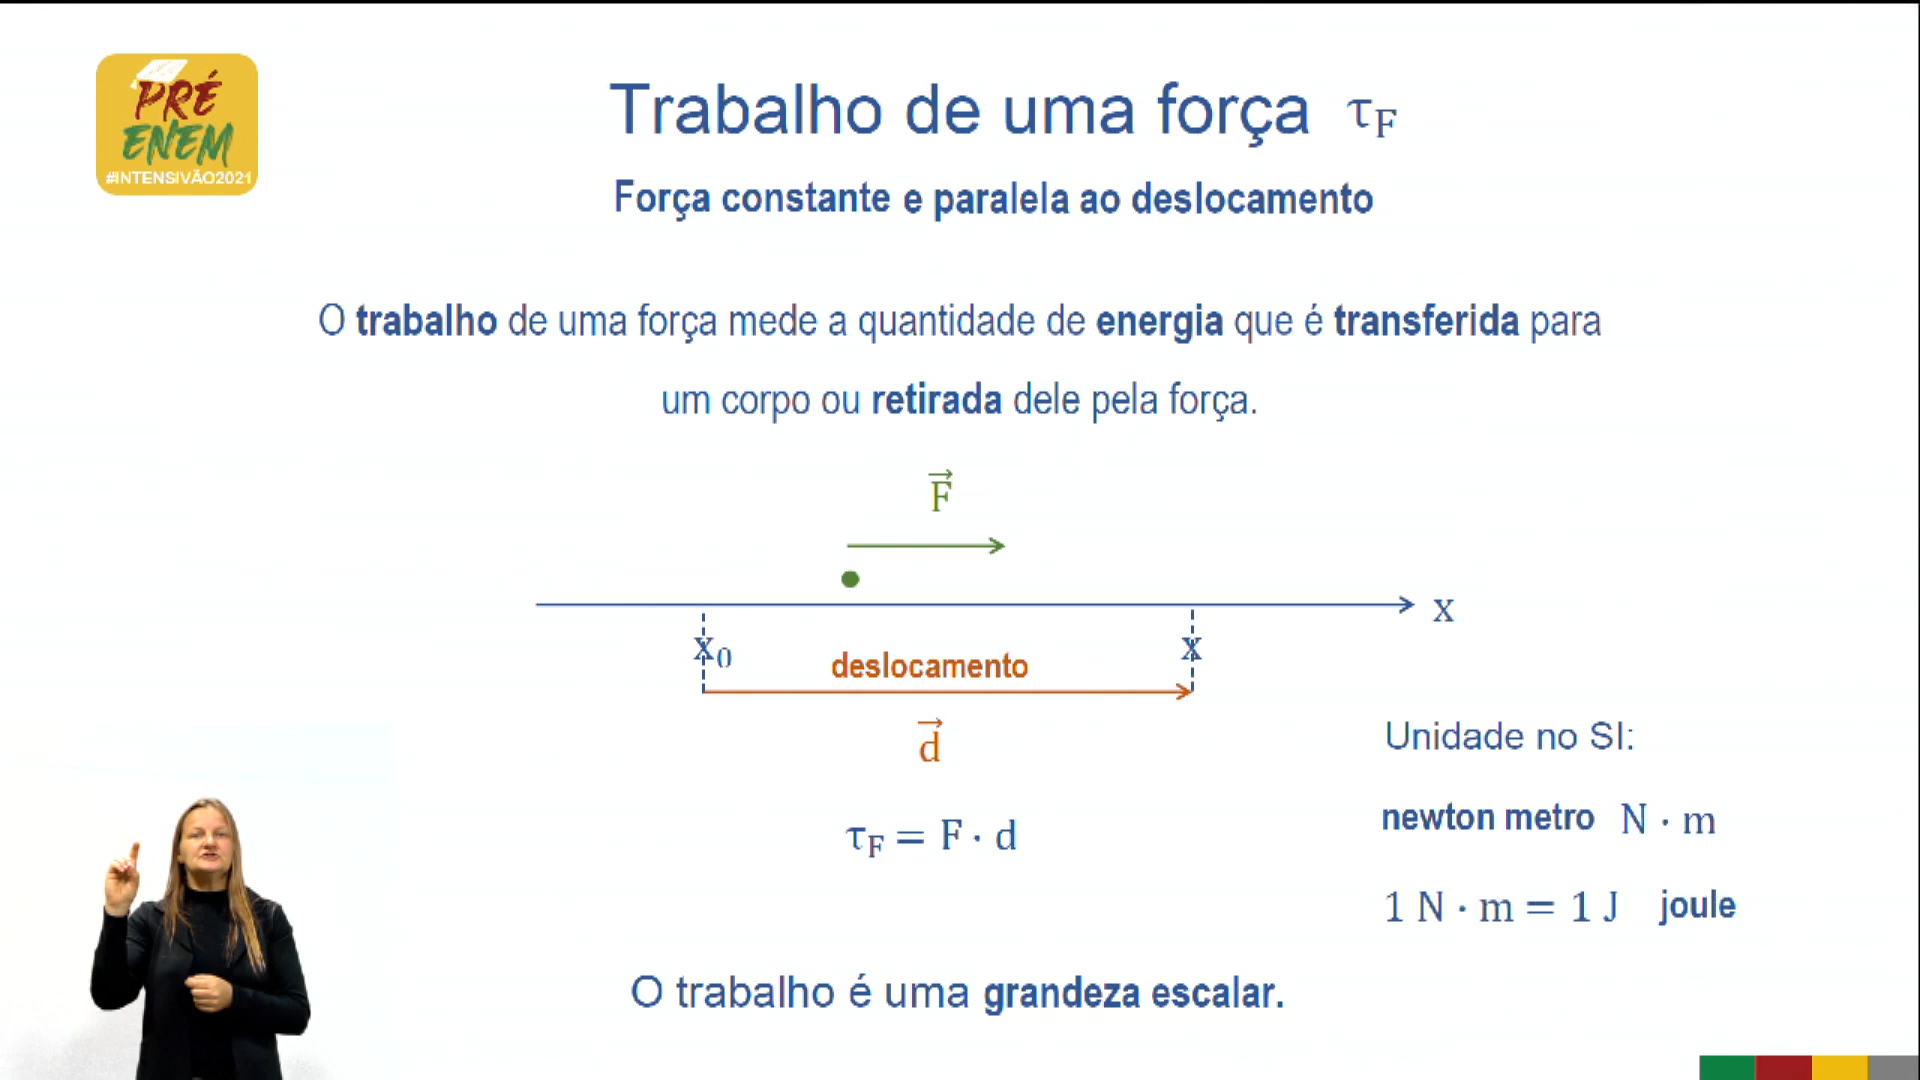 PRÉ
ENEM
#INTENSIVÃO2021
Trabalho de uma força τ_F
Força constante e paralela ao deslocamento
O trabalho de uma força mede a quantidade de energia que é transferida para
um corpo ou retirada dele pela força.
F⃗
x
x₀ x
deslocamento
d⃗
τ_F = F · d
Unidade no SI:
newton metro N · m
1 N · m = 1 J joule
O trabalho é uma grandeza escalar.